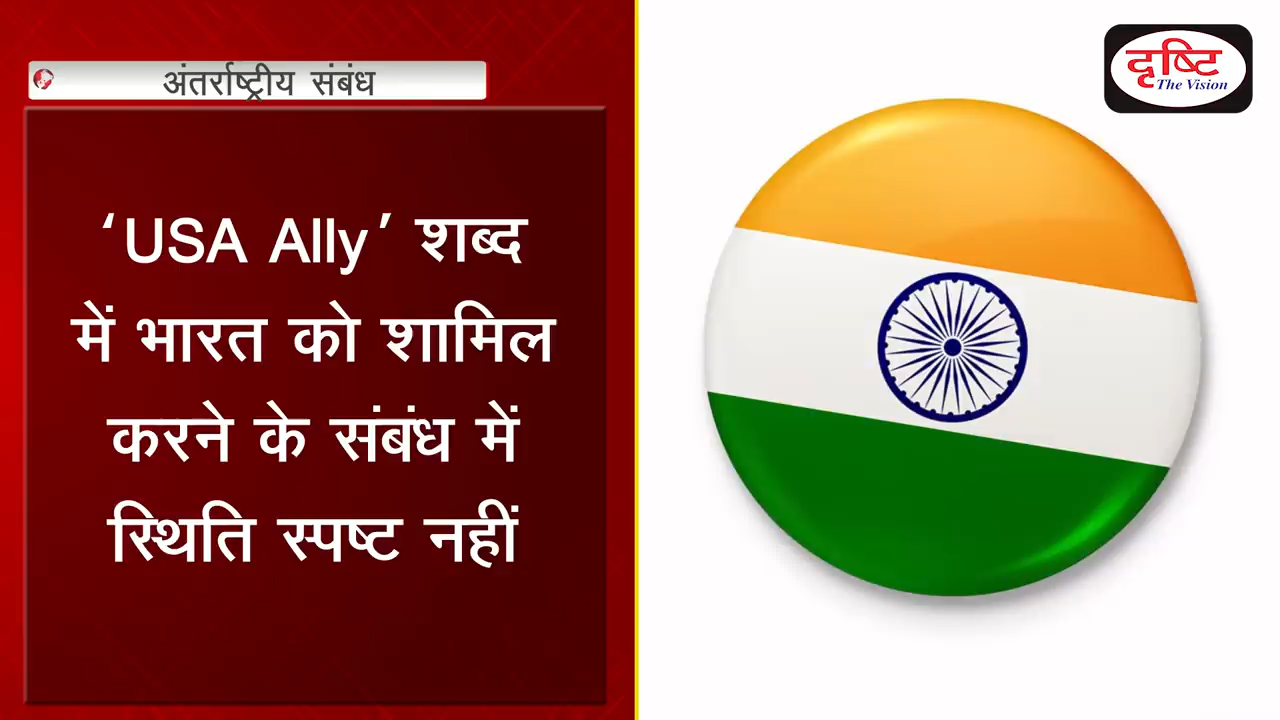 अंतर्राष्ट्रीय संबंध
‘USA Ally’ शब्द
में भारत को शामिल
करने के संबंध में
स्थिति स्पष्ट नहीं
दृष्टि
The Vision